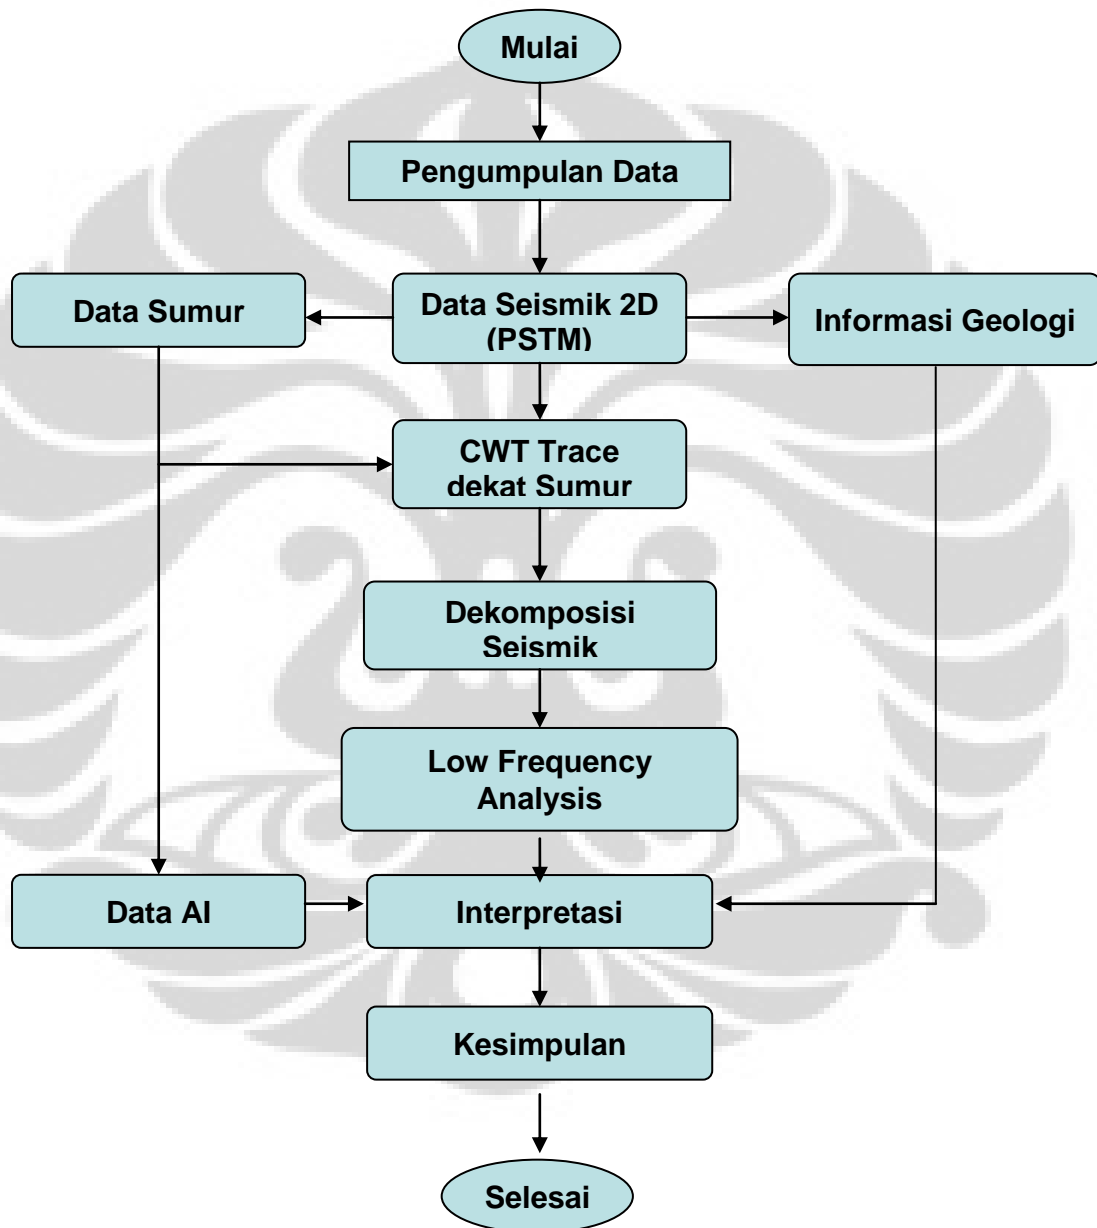 Mulai
Pengumpulan Data
Data Sumur
Data Seismik 2D
(PSTM)
Informasi Geologi
CWT Trace
dekat Sumur
Dekomposisi
Seismik
Low Frequency
Analysis
Data AI
Interpretasi
Kesimpulan
Selesai